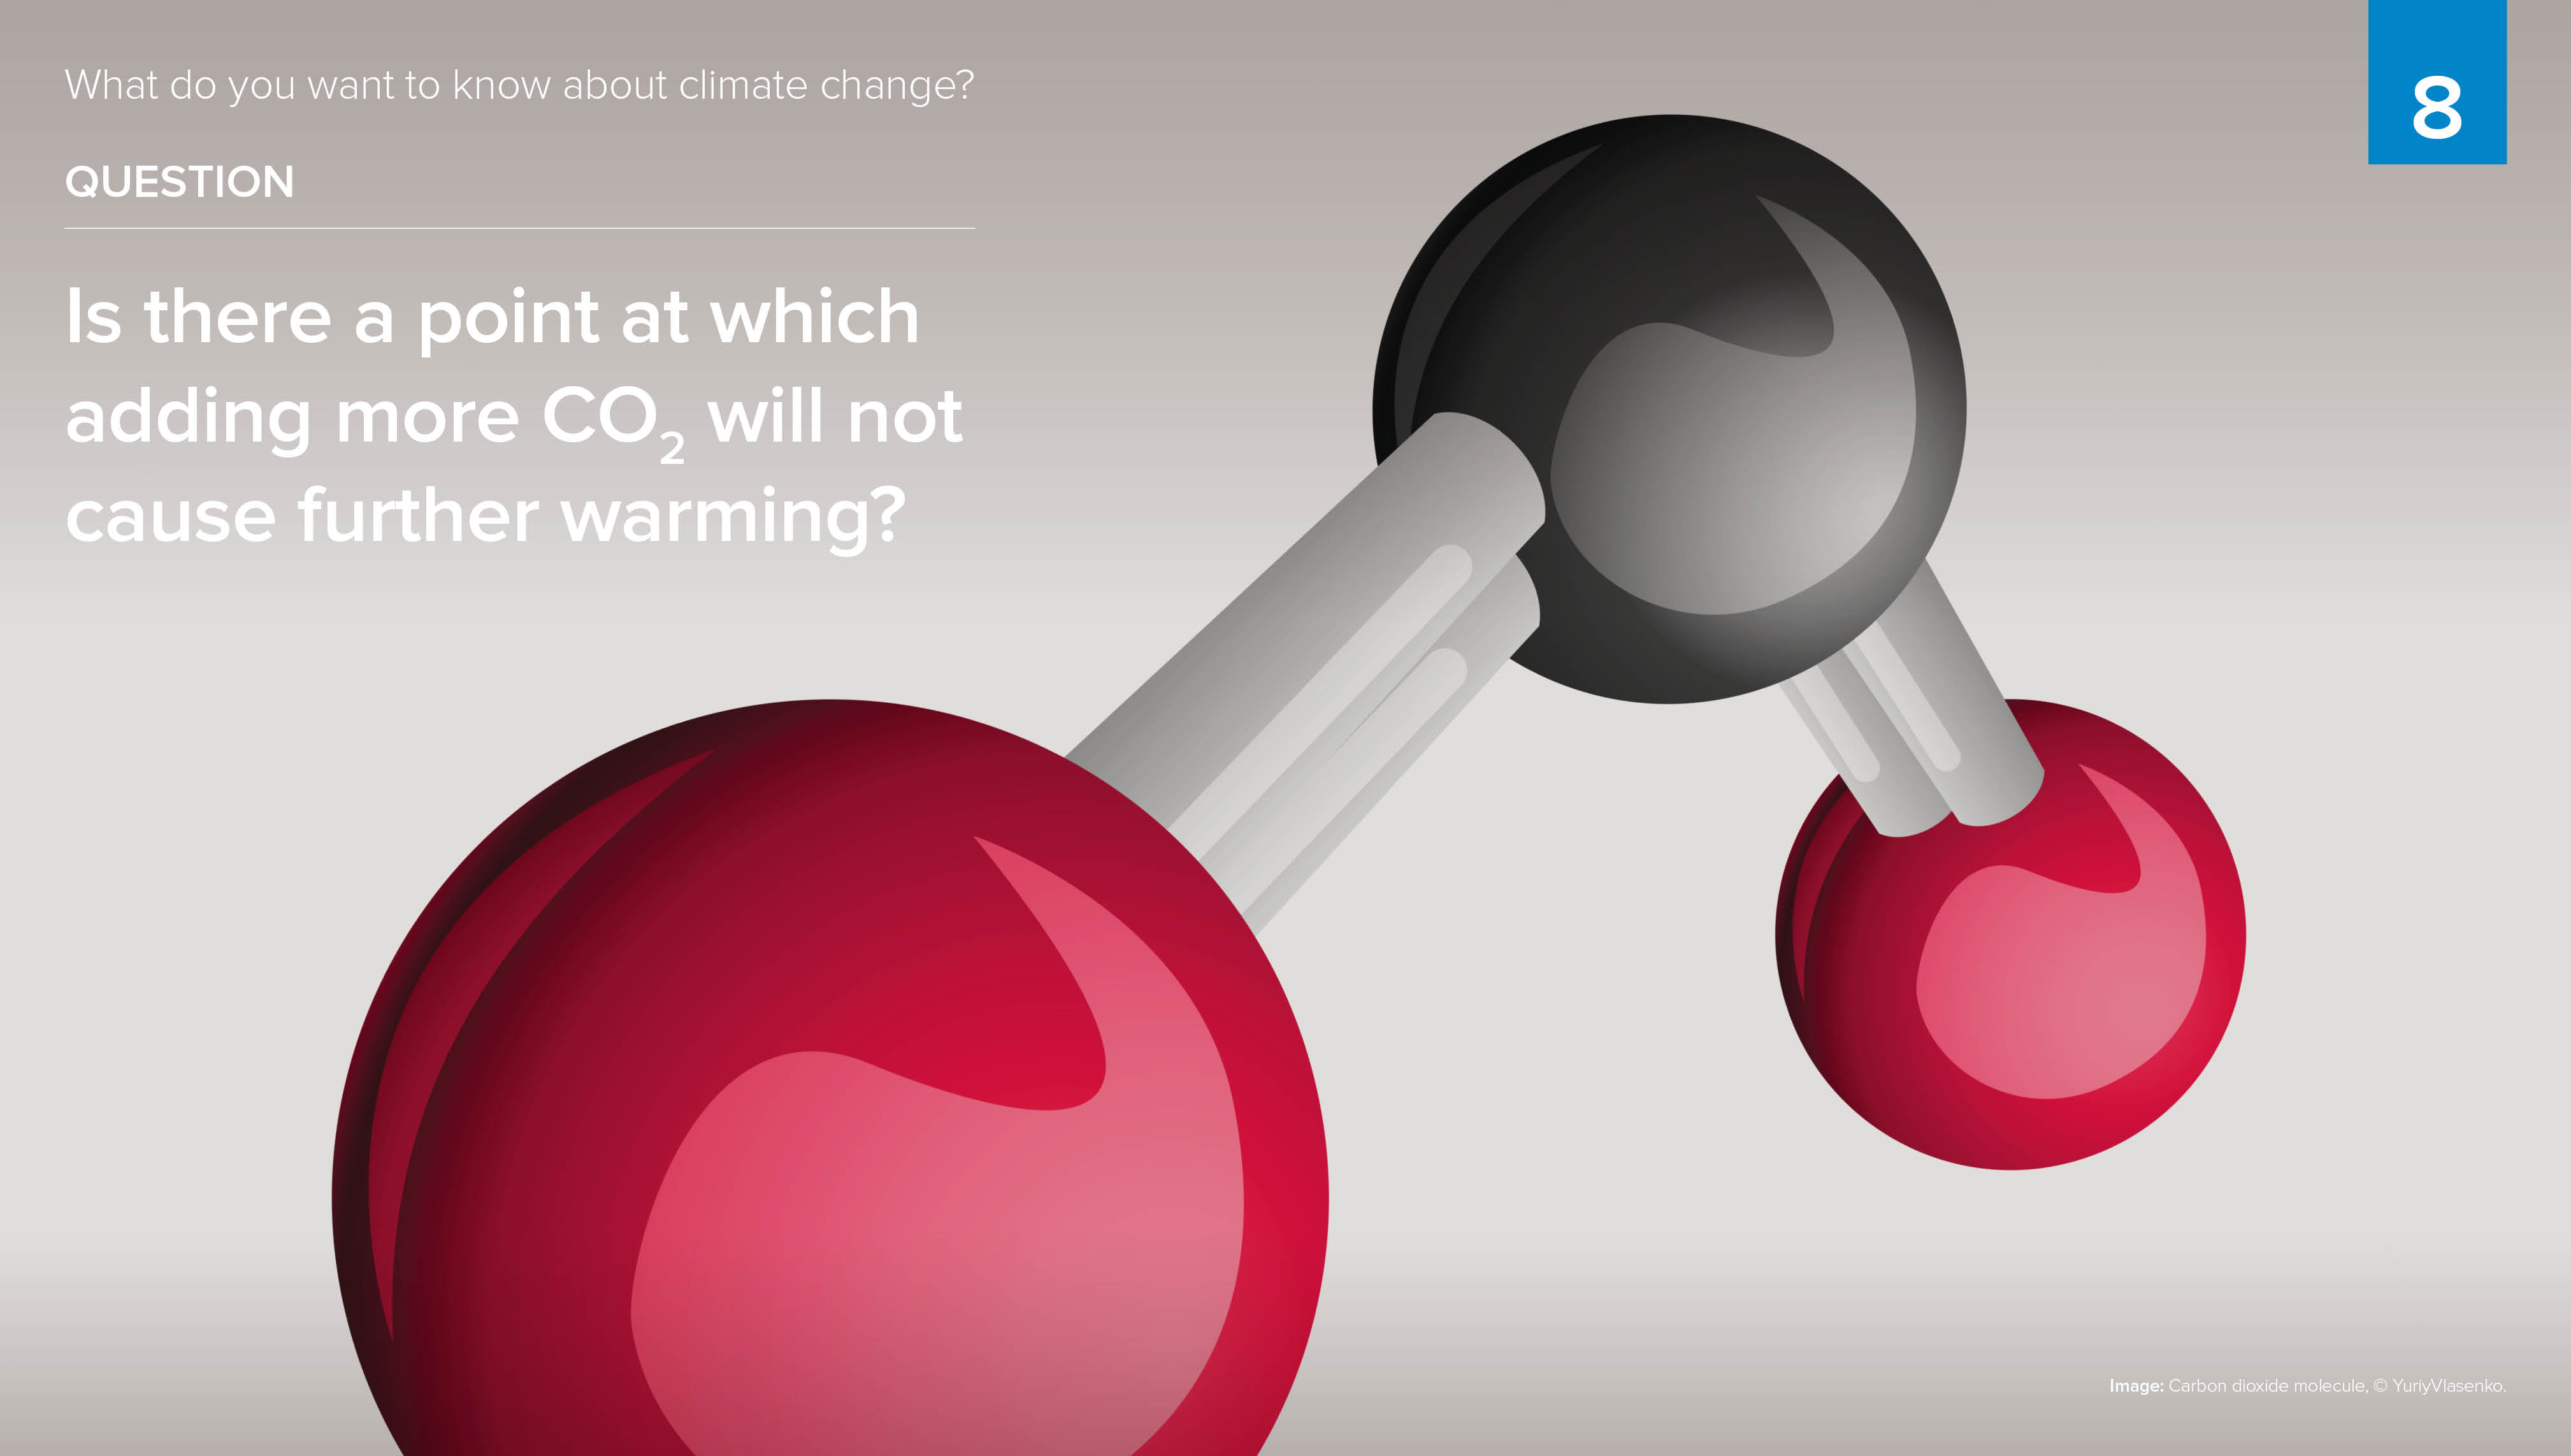 What do you want to know about climate change?
8
QUESTION
Is there a point at which
adding more CO₂ will not
cause further warming?
Image: Carbon dioxide molecule, © YuriyVlasenko.